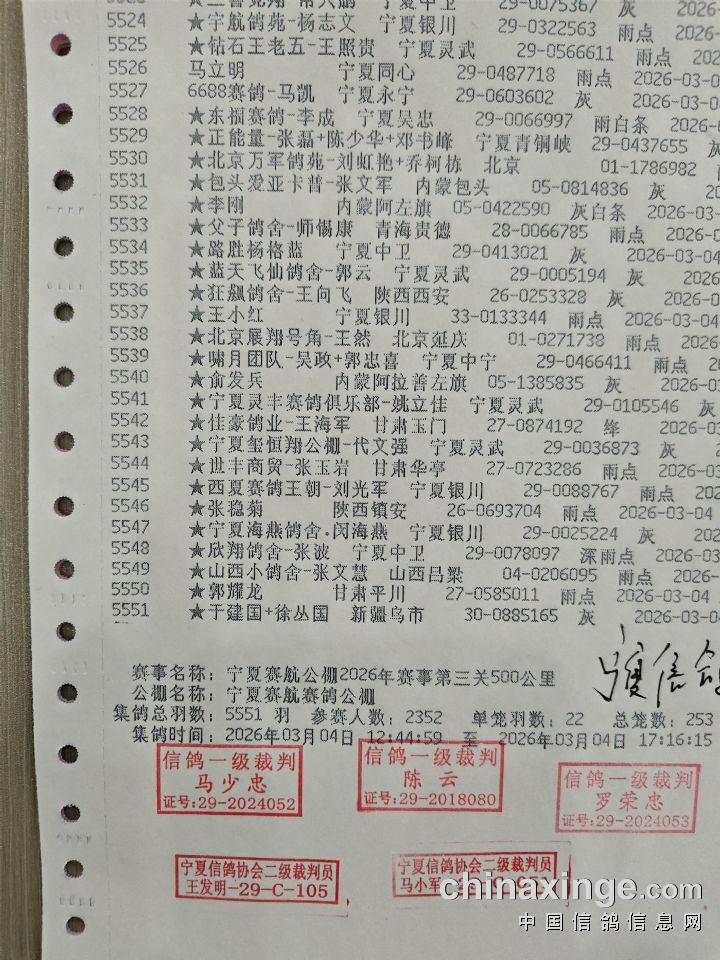 5524 ★宇航鸽苑-杨志文 宁夏银川 29-0322563 雨点 2026-
5525 ★钻石王老五-王照贵 宁夏灵武 29-0566611 雨点 2026-
5526 马立明 宁夏同心 29-0487718 雨点 2026-03-0
5527 6688赛鸽-马凯 宁夏永宁 29-0603602 灰 2026-03-0
5528 ★东福赛鸽-李成 宁夏吴忠 29-0066997 雨白条 2026-0
5529 ★正能量-张磊+陈少华+邓书峰 宁夏青铜峡 29-0437655
5530 ★北京万军鸽苑-刘虹艳+乔柯栋 北京 01-1786982 雨点
5531 ★包头爱亚卡普-张文军 内蒙包头 05-0814836 灰 20
5532 ★李刚 内蒙阿左旗 05-0422590 灰白条 2026-03-0
5533 ★父子鸽舍-师锡康 青海贵德 28-0066785 雨点 2026-0
5534 ★路胜杨格蓝 宁夏中卫 29-0413021 灰 2026-03-04
5535 ★蓝天飞仙鸽舍-郭云 宁夏灵武 29-0005194 灰 2026-
5536 ★狂飙鸽舍-王向飞 陕西西安 26-0253328 灰 2026-0
5537 ★王小红 宁夏银川 33-0133344 雨点 2026-03-04
5538 ★北京展翔号角-王然 北京延庆 01-0271738 雨点 2026
5539 ★啸月团队-吴政+郭忠喜 宁夏中宁 29-0466411 雨点 20
5540 ★俞发兵 内蒙阿拉善左旗 05-1385835 灰 2026-03
5541 ★宁夏灵丰赛鸽俱乐部-姚立佳 宁夏灵武 29-0105546 灰
5542 ★佳豪鸽业-王海军 甘肃玉门 27-0874192 绛 2026-0
5543 ★宁夏玺恒翔公棚-代文强 宁夏灵武 29-0036873 灰 2
5544 ★世丰商贸-张玉岩 甘肃华亭 27-0723286 雨点 2026-
5545 ★西夏赛鸽王朝-刘光军 宁夏银川 29-0088767 雨点 202
5546 ★张稳菊 陕西镇安 26-0693704 雨点 2026-03-04
5547 ★宁夏海燕鸽舍.闵海燕 宁夏银川 29-0025224 灰 202
5548 ★欣翔鸽舍-张波 宁夏中卫 29-0078097 深雨点 2026-
5549 ★山西小鸽舍-张文慧 山西吕梁 04-0206095 雨点 2026
5550 ★郭耀龙 甘肃平川 27-0585011 雨点 2026-03-04
5551 ★于建国+徐丛国 新疆乌市 30-0885165 灰 2026-03-04
赛事名称: 宁夏赛航公棚2026年赛事第三关500公里
公棚名称: 宁夏赛航赛鸽公棚
集鸽总羽数: 5551 羽 参赛人数: 2352 单笼羽数: 22 总笼数: 253
集鸽时间: 2026年03月04日 12:44:59 至 2026年03月04日 17:16:15
信鸽一级裁判
马少忠
证号:29-2024052
信鸽一级裁判
陈云
证号:29-2018080
信鸽一级裁判
罗荣忠
证号:29-2024053
宁夏信鸽协会二级裁判员
王发明-29-C-105
宁夏信鸽协会二级裁判员
马小军
chinaxinge.com
中国信鸽信息网